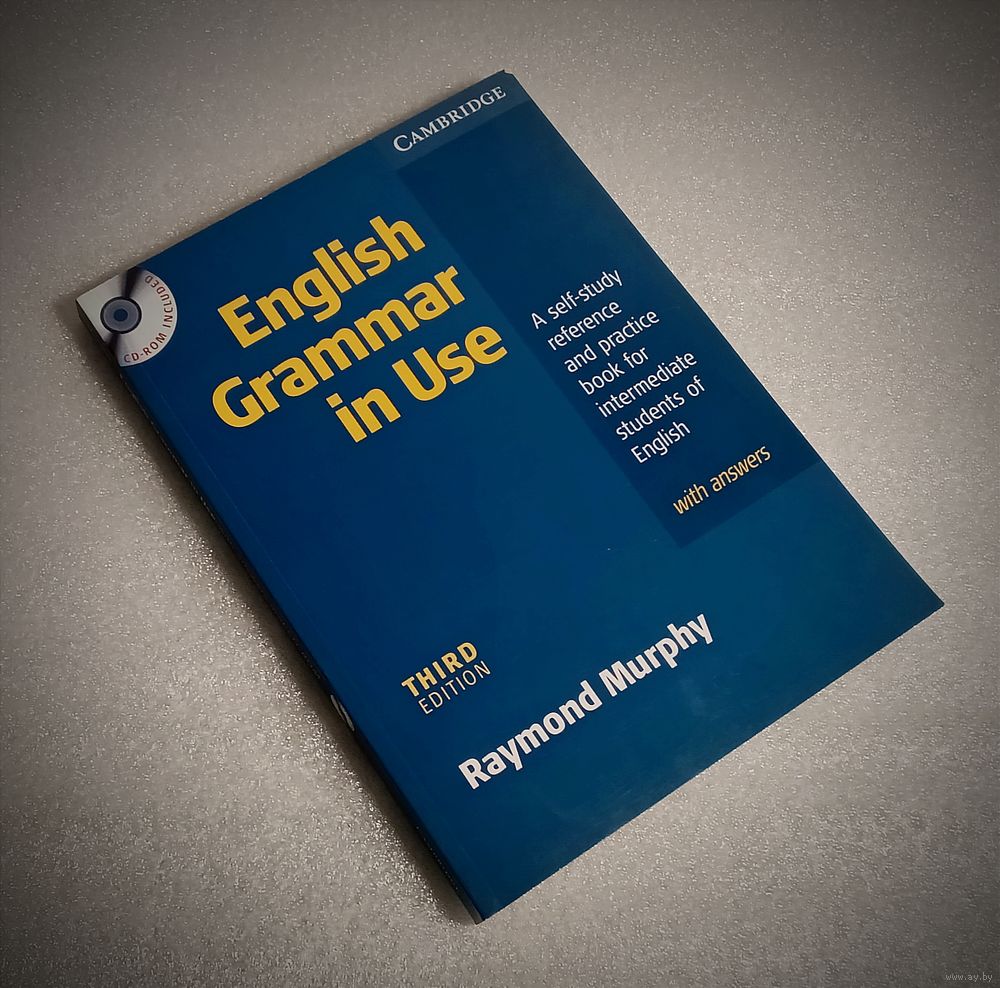 CAMBRIDGE
CD-ROM INCLUDED
English
Grammar
in Use
A self-study
reference
and practice
book for
intermediate
students of
English
with answers
THIRD
EDITION
Raymond Murphy
www.ay.by